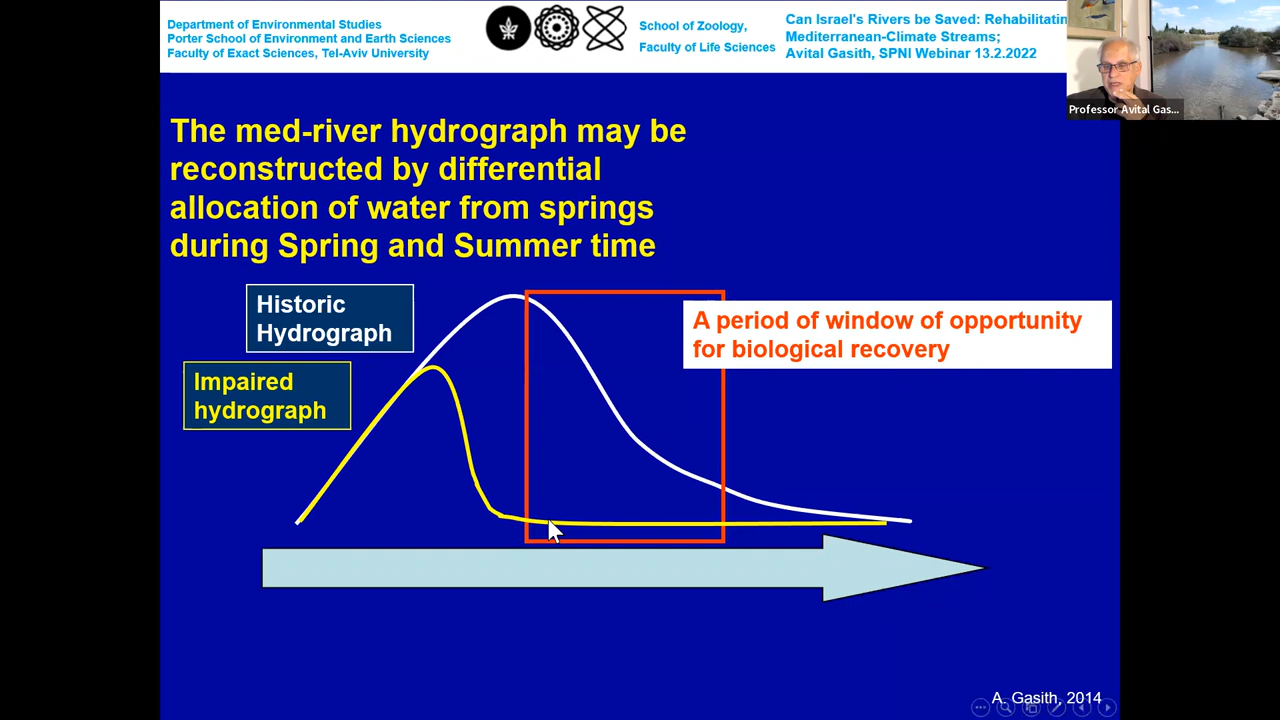 Department of Environmental Studies
Porter School of Environment and Earth Sciences
Faculty of Exact Sciences, Tel-Aviv University
School of Zoology,
Faculty of Life Sciences
Can Israel's Rivers be Saved: Rehabilitatin
Mediterranean-Climate Streams;
Avital Gasith, SPNI Webinar 13.2.2022
Professor Avital Gas...
The med-river hydrograph may be
reconstructed by differential
allocation of water from springs
during Spring and Summer time
Historic
Hydrograph
A period of window of opportunity
for biological recovery
Impaired
hydrograph
A. Gasith, 2014